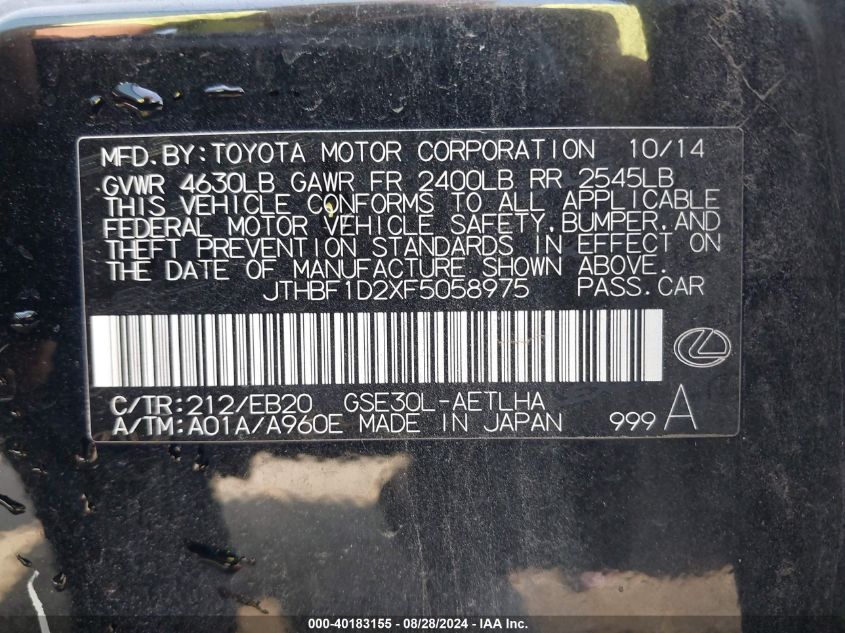 MFD.BY:TOYOTA MOTOR CORPORATION 10/14
GVWR 4630LB GAWR FR 2400LB RR 2545LB
THIS VEHICLE CONFORMS TO ALL APPLICABLE
FEDERAL MOTOR VEHICLE SAFETY,BUMPER,AND
THEFT PREVENTION STANDARDS IN EFFECT ON
THE DATE OF MANUFACTURE SHOWN ABOVE.
JTHBF1D2XF5058975 PASS.CAR
C/TR:212/EB20 GSE30L-AETLHA
A/TM:A01A/A960E MADE IN JAPAN 999 A
000-40183155 - 08/28/2024 - IAA Inc.